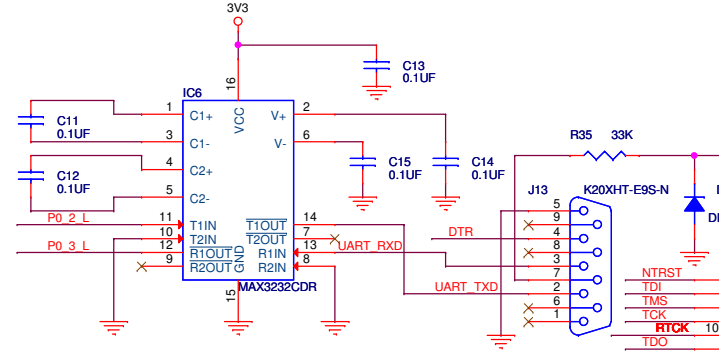 3V3
C13
0.1UF
IC6
16
VCC
1 C1+ V+ 2
C11
0.1UF
3 C1- V- 6
4 C2+
C12
0.1UF
C15
0.1UF
C14
0.1UF
5 C2-
R35 33K
J13 K20XHT-E9S-N
P0_2_L 11 T1IN T1OUT 14
10 T2IN T2OUT 7
P0_3_L 12 R1OUT R1IN 13 UART_RXD
9 R2OUT R2IN 8
GND
15
MAX3232CDR
UART_TXD
DTR
5
9
4
8
3
7
2
6
1
NTRST
TDI
TMS
TCK
RTCK 10
TDO